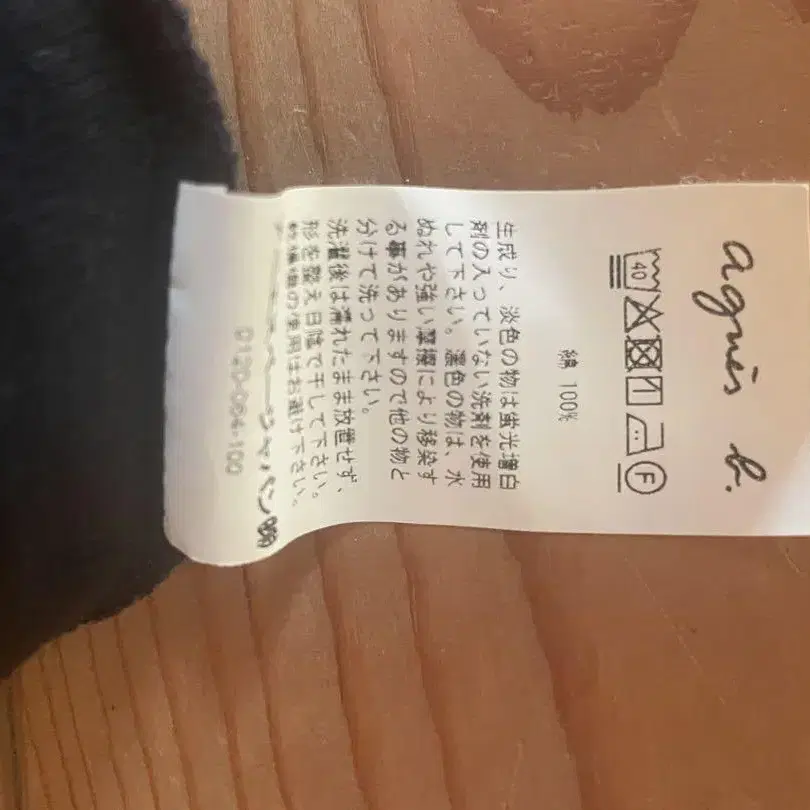 agnès b.
40
F
綿 100%
生成り、淡色の物は蛍光増白
剤の入っていない洗剤を使用
して下さい。濃色の物は、水
ぬれや強い摩擦により移染す
る事がありますので他の物と
分けて洗って下さい。
洗濯後は濡れたまま放置せず、
形を整え日陰で干して下さい。
の使用はお避け下さい。
ジャパン㈱
0120-064-100